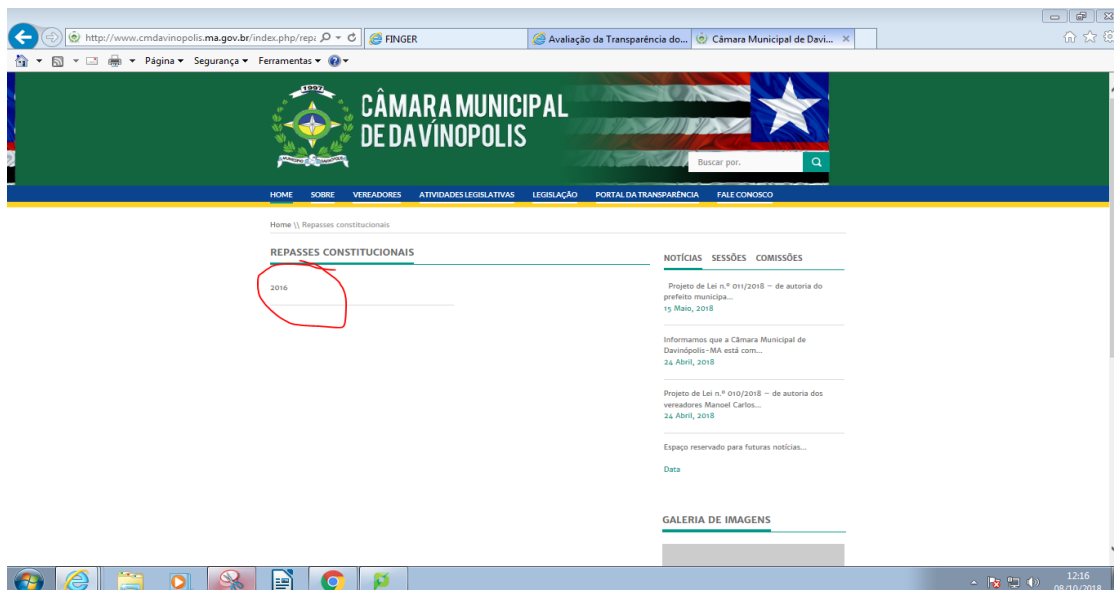 http://www.cmdavinopolis.ma.gov.br/index.php/repa
FINGER
Avaliação da Transparência do...
Câmara Municipal de Davi...
Página Segurança Ferramentas
1997
CÂMARA MUNICIPAL
DE DAVÍNOPOLIS
Buscar por.
HOME SOBRE VEREADORES ATIVIDADES LEGISLATIVAS LEGISLAÇÃO PORTAL DA TRANSPARÊNCIA FALE CONOSCO
Home \\ Repasses constitucionais
REPASSES CONSTITUCIONAIS
2016
NOTÍCIAS SESSÕES COMISSÕES
Projeto de Lei n.º 011/2018 – de autoria do
prefeito municipa...
15 Maio, 2018
Informamos que a Câmara Municipal de
Davinópolis-MA está com...
24 Abril, 2018
Projeto de Lei n.º 010/2018 – de autoria dos
vereadores Manoel Carlos...
24 Abril, 2018
Espaço reservado para futuras notícias...
Data
GALERIA DE IMAGENS
12:16
08/10/2018